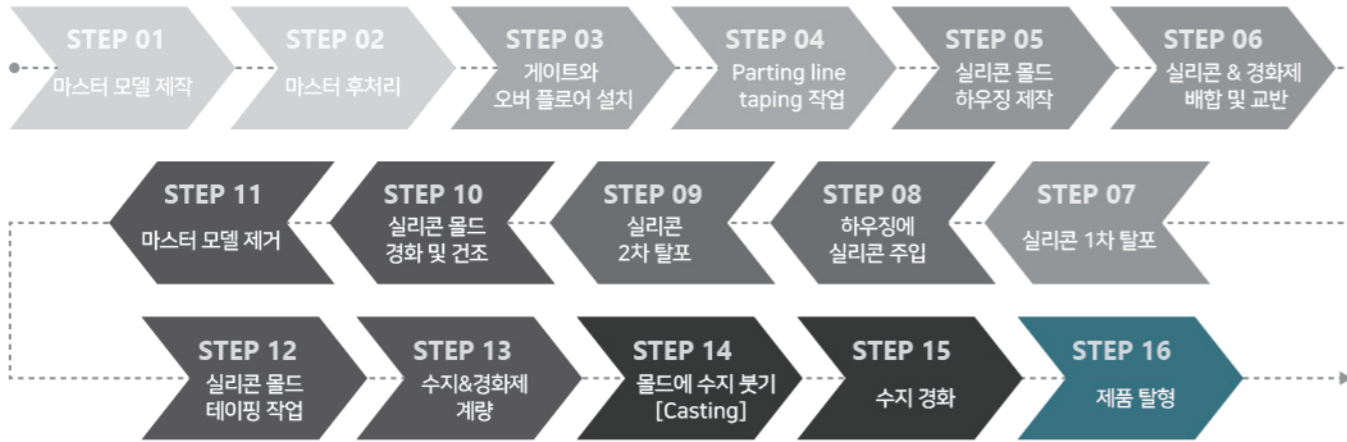 STEP 01
마스터 모델 제작
STEP 02
마스터 후처리
STEP 03
게이트와
오버 플로어 설치
STEP 04
Parting line
taping 작업
STEP 05
실리콘 몰드
하우징 제작
STEP 06
실리콘 & 경화제
배합 및 교반
STEP 07
실리콘 1차 탈포
STEP 08
하우징에
실리콘 주입
STEP 09
실리콘
2차 탈포
STEP 10
실리콘 몰드
경화 및 건조
STEP 11
마스터 모델 제거
STEP 12
실리콘 몰드
테이핑 작업
STEP 13
수지&경화제
계량
STEP 14
몰드에 수지 붓기
[Casting]
STEP 15
수지 경화
STEP 16
제품 탈형